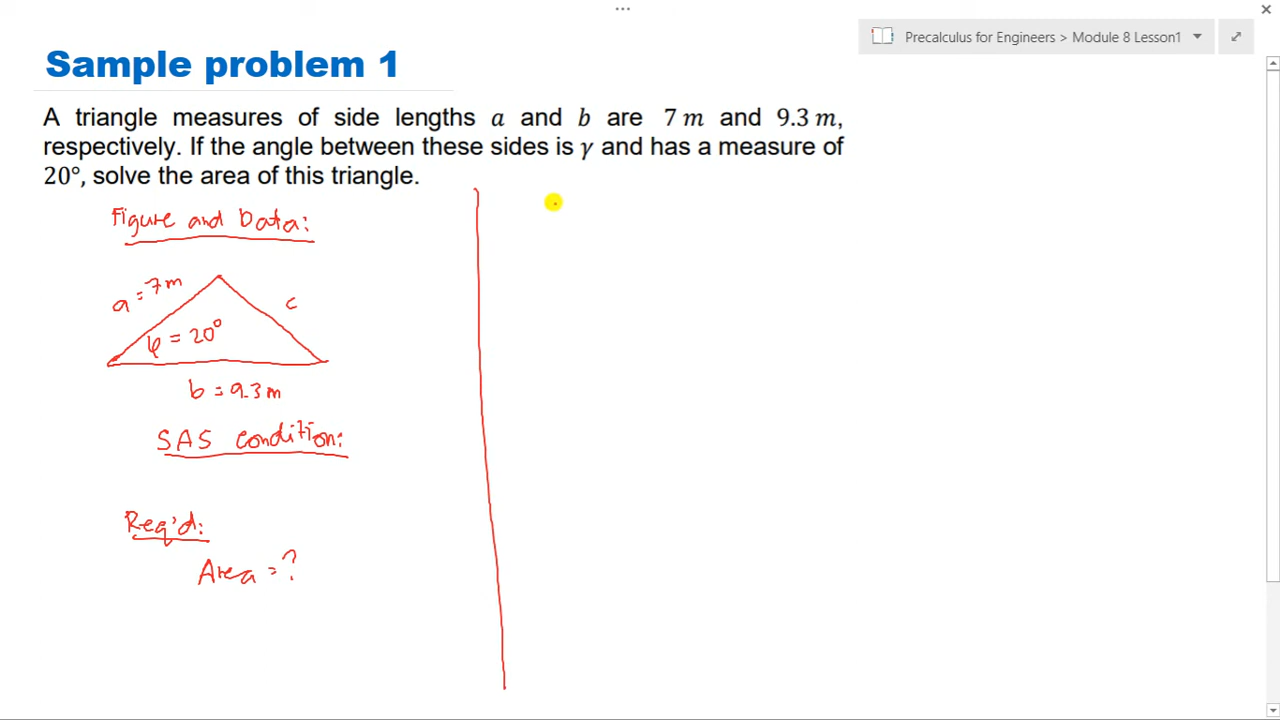 ...
Precalculus for Engineers > Module 8 Lesson1
Sample problem 1
A triangle measures of side lengths a and b are 7 m and 9.3 m,
respectively. If the angle between these sides is γ and has a measure of
20°, solve the area of this triangle.
Figure and Data:
a = 7m
c
φ = 20°
b = 9.3m
SAS condition:
Req'd:
Area = ?